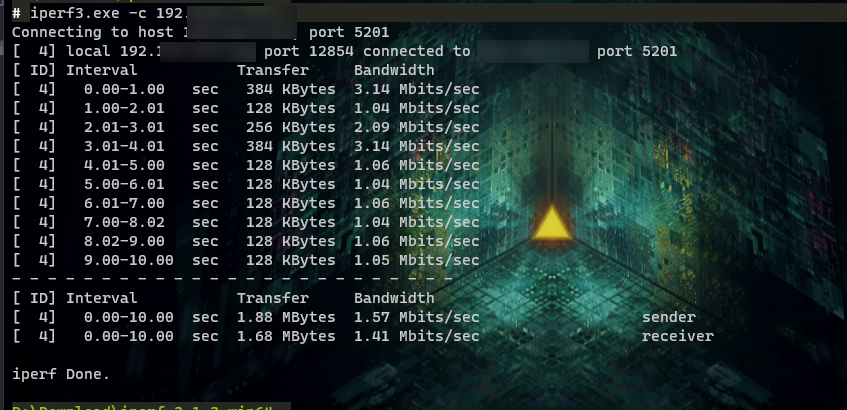 # iperf3.exe -c 192.
Connecting to host 1 , port 5201
[  4] local 192.1 port 12854 connected to port 5201
[ ID] Interval           Transfer     Bandwidth
[  4]   0.00-1.00   sec   384 KBytes  3.14 Mbits/sec
[  4]   1.00-2.01   sec   128 KBytes  1.04 Mbits/sec
[  4]   2.01-3.01   sec   256 KBytes  2.09 Mbits/sec
[  4]   3.01-4.01   sec   384 KBytes  3.14 Mbits/sec
[  4]   4.01-5.00   sec   128 KBytes  1.06 Mbits/sec
[  4]   5.00-6.01   sec   128 KBytes  1.04 Mbits/sec
[  4]   6.01-7.00   sec   128 KBytes  1.06 Mbits/sec
[  4]   7.00-8.02   sec   128 KBytes  1.04 Mbits/sec
[  4]   8.02-9.00   sec   128 KBytes  1.06 Mbits/sec
[  4]   9.00-10.00  sec   128 KBytes  1.05 Mbits/sec
- - - - - - - - - - - - - - - - - - - - - - - - -
[ ID] Interval           Transfer     Bandwidth
[  4]   0.00-10.00  sec  1.88 MBytes  1.57 Mbits/sec                  sender
[  4]   0.00-10.00  sec  1.68 MBytes  1.41 Mbits/sec                  receiver
iperf Done.